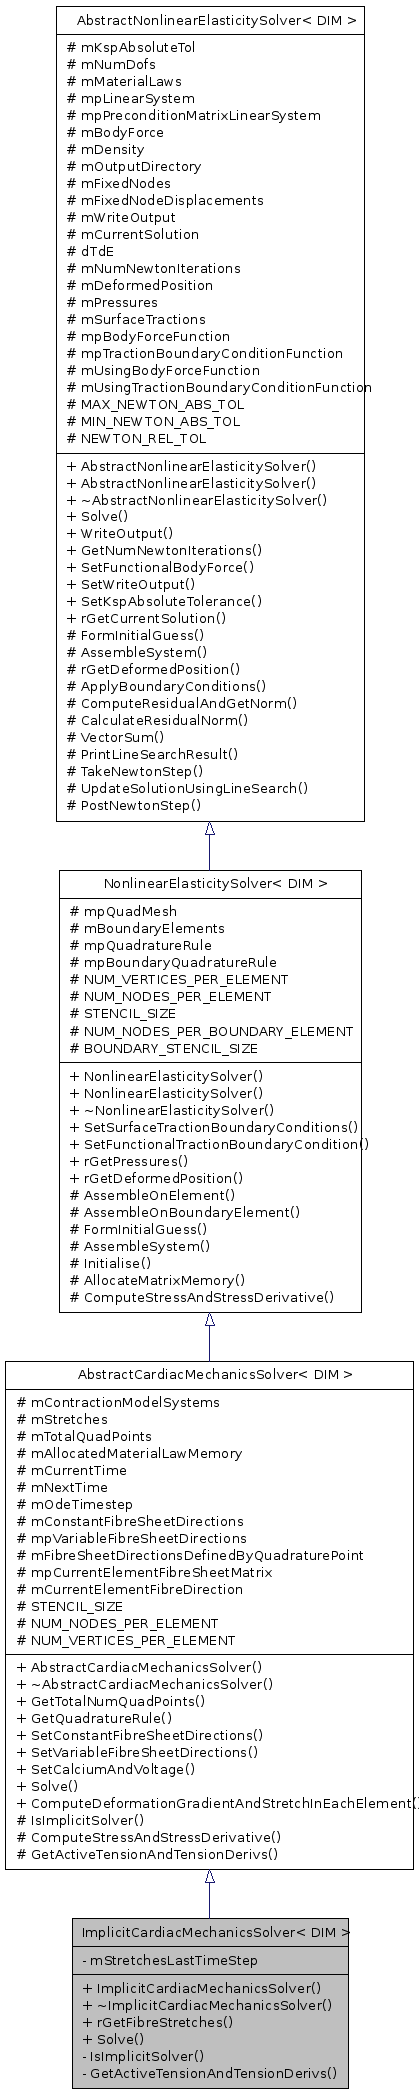 AbstractNonlinearElasticitySolver< DIM >
# mKspAbsoluteTol
# mNumDofs
# mMaterialLaws
# mpLinearSystem
# mpPreconditionMatrixLinearSystem
# mBodyForce
# mDensity
# mOutputDirectory
# mFixedNodes
# mFixedNodeDisplacements
# mWriteOutput
# mCurrentSolution
# dTdE
# mNumNewtonIterations
# mDeformedPosition
# mPressures
# mSurfaceTractions
# mpBodyForceFunction
# mpTractionBoundaryConditionFunction
# mUsingBodyForceFunction
# mUsingTractionBoundaryConditionFunction
# MAX_NEWTON_ABS_TOL
# MIN_NEWTON_ABS_TOL
# NEWTON_REL_TOL
+ AbstractNonlinearElasticitySolver()
+ AbstractNonlinearElasticitySolver()
+ ~AbstractNonlinearElasticitySolver()
+ Solve()
+ WriteOutput()
+ GetNumNewtonIterations()
+ SetFunctionalBodyForce()
+ SetWriteOutput()
+ SetKspAbsoluteTolerance()
+ rGetCurrentSolution()
# FormInitialGuess()
# AssembleSystem()
# rGetDeformedPosition()
# ApplyBoundaryConditions()
# ComputeResidualAndGetNorm()
# CalculateResidualNorm()
# VectorSum()
# PrintLineSearchResult()
# TakeNewtonStep()
# UpdateSolutionUsingLineSearch()
# PostNewtonStep()
NonlinearElasticitySolver< DIM >
# mpQuadMesh
# mBoundaryElements
# mpQuadratureRule
# mpBoundaryQuadratureRule
# NUM_VERTICES_PER_ELEMENT
# NUM_NODES_PER_ELEMENT
# STENCIL_SIZE
# NUM_NODES_PER_BOUNDARY_ELEMENT
# BOUNDARY_STENCIL_SIZE
+ NonlinearElasticitySolver()
+ NonlinearElasticitySolver()
+ ~NonlinearElasticitySolver()
+ SetSurfaceTractionBoundaryConditions()
+ SetFunctionalTractionBoundaryCondition()
+ rGetPressures()
+ rGetDeformedPosition()
# AssembleOnElement()
# AssembleOnBoundaryElement()
# FormInitialGuess()
# AssembleSystem()
# Initialise()
# AllocateMatrixMemory()
# ComputeStressAndStressDerivative()
AbstractCardiacMechanicsSolver< DIM >
# mContractionModelSystems
# mStretches
# mTotalQuadPoints
# mAllocatedMaterialLawMemory
# mCurrentTime
# mNextTime
# mOdeTimestep
# mConstantFibreSheetDirections
# mpVariableFibreSheetDirections
# mFibreSheetDirectionsDefinedByQuadraturePoint
# mpCurrentElementFibreSheetMatrix
# mCurrentElementFibreDirection
# STENCIL_SIZE
# NUM_NODES_PER_ELEMENT
# NUM_VERTICES_PER_ELEMENT
+ AbstractCardiacMechanicsSolver()
+ ~AbstractCardiacMechanicsSolver()
+ GetTotalNumQuadPoints()
+ GetQuadratureRule()
+ SetConstantFibreSheetDirections()
+ SetVariableFibreSheetDirections()
+ SetCalciumAndVoltage()
+ Solve()
+ ComputeDeformationGradientAndStretchInEachElement()
# IsImplicitSolver()
# ComputeStressAndStressDerivative()
# GetActiveTensionAndTensionDerivs()
ImplicitCardiacMechanicsSolver< DIM >
- mStretchesLastTimeStep
+ ImplicitCardiacMechanicsSolver()
+ ~ImplicitCardiacMechanicsSolver()
+ rGetFibreStretches()
+ Solve()
- IsImplicitSolver()
- GetActiveTensionAndTensionDerivs()